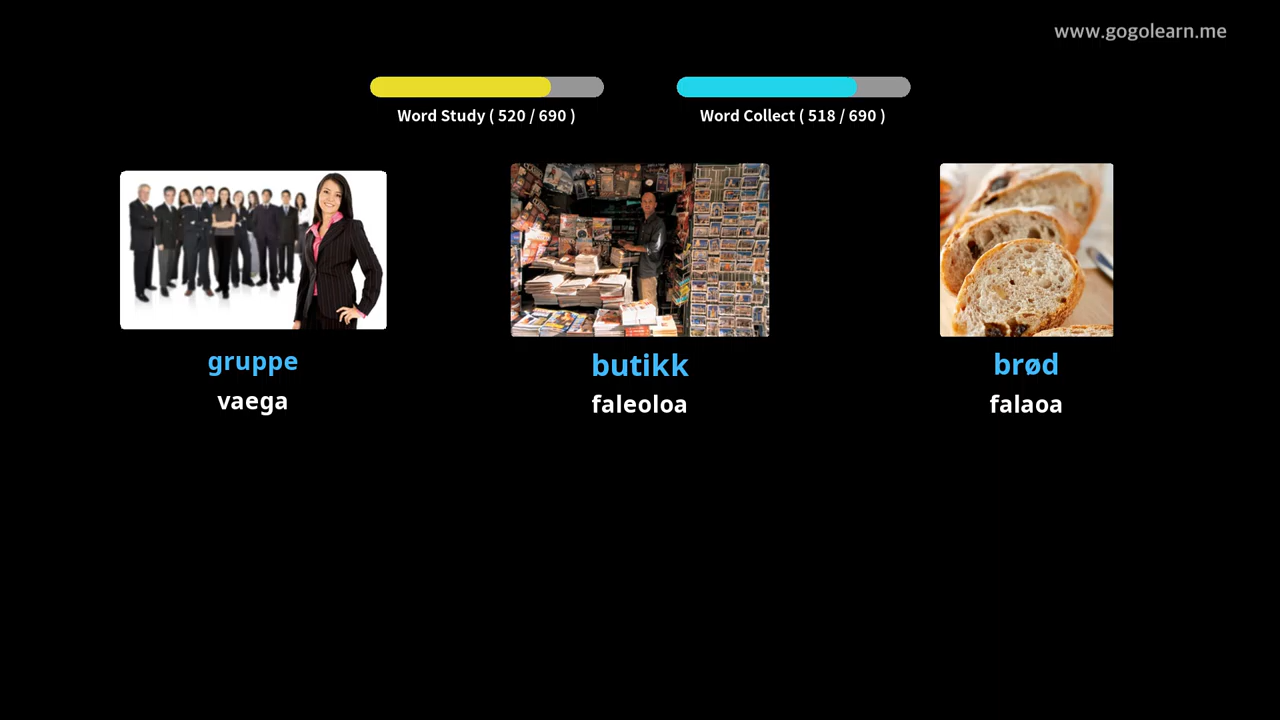 www.gogolearn.me
Word Study ( 520 / 690 )
Word Collect ( 518 / 690 )
gruppe
vaega
butikk
faleoloa
brød
falaoa